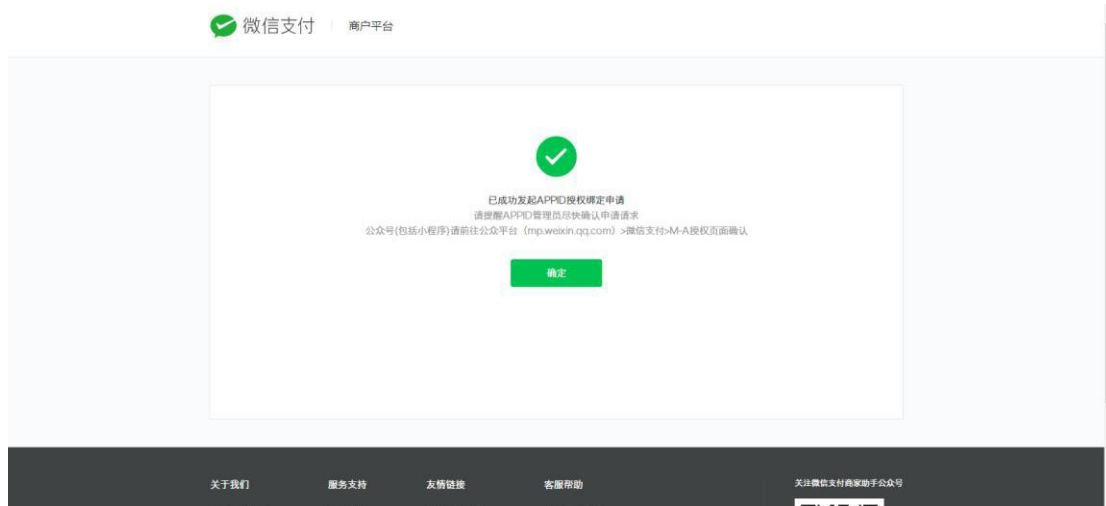 微信支付 商户平台
已成功发起APPID授权绑定申请
请提醒APPID管理员尽快确认申请请求
公众号(包括小程序)请前往公众平台（mp.weixin.qq.com）>微信支付>M-A授权页面确认
确定
关于我们 服务支持 友情链接 客服帮助 关注微信支付商家助手公众号